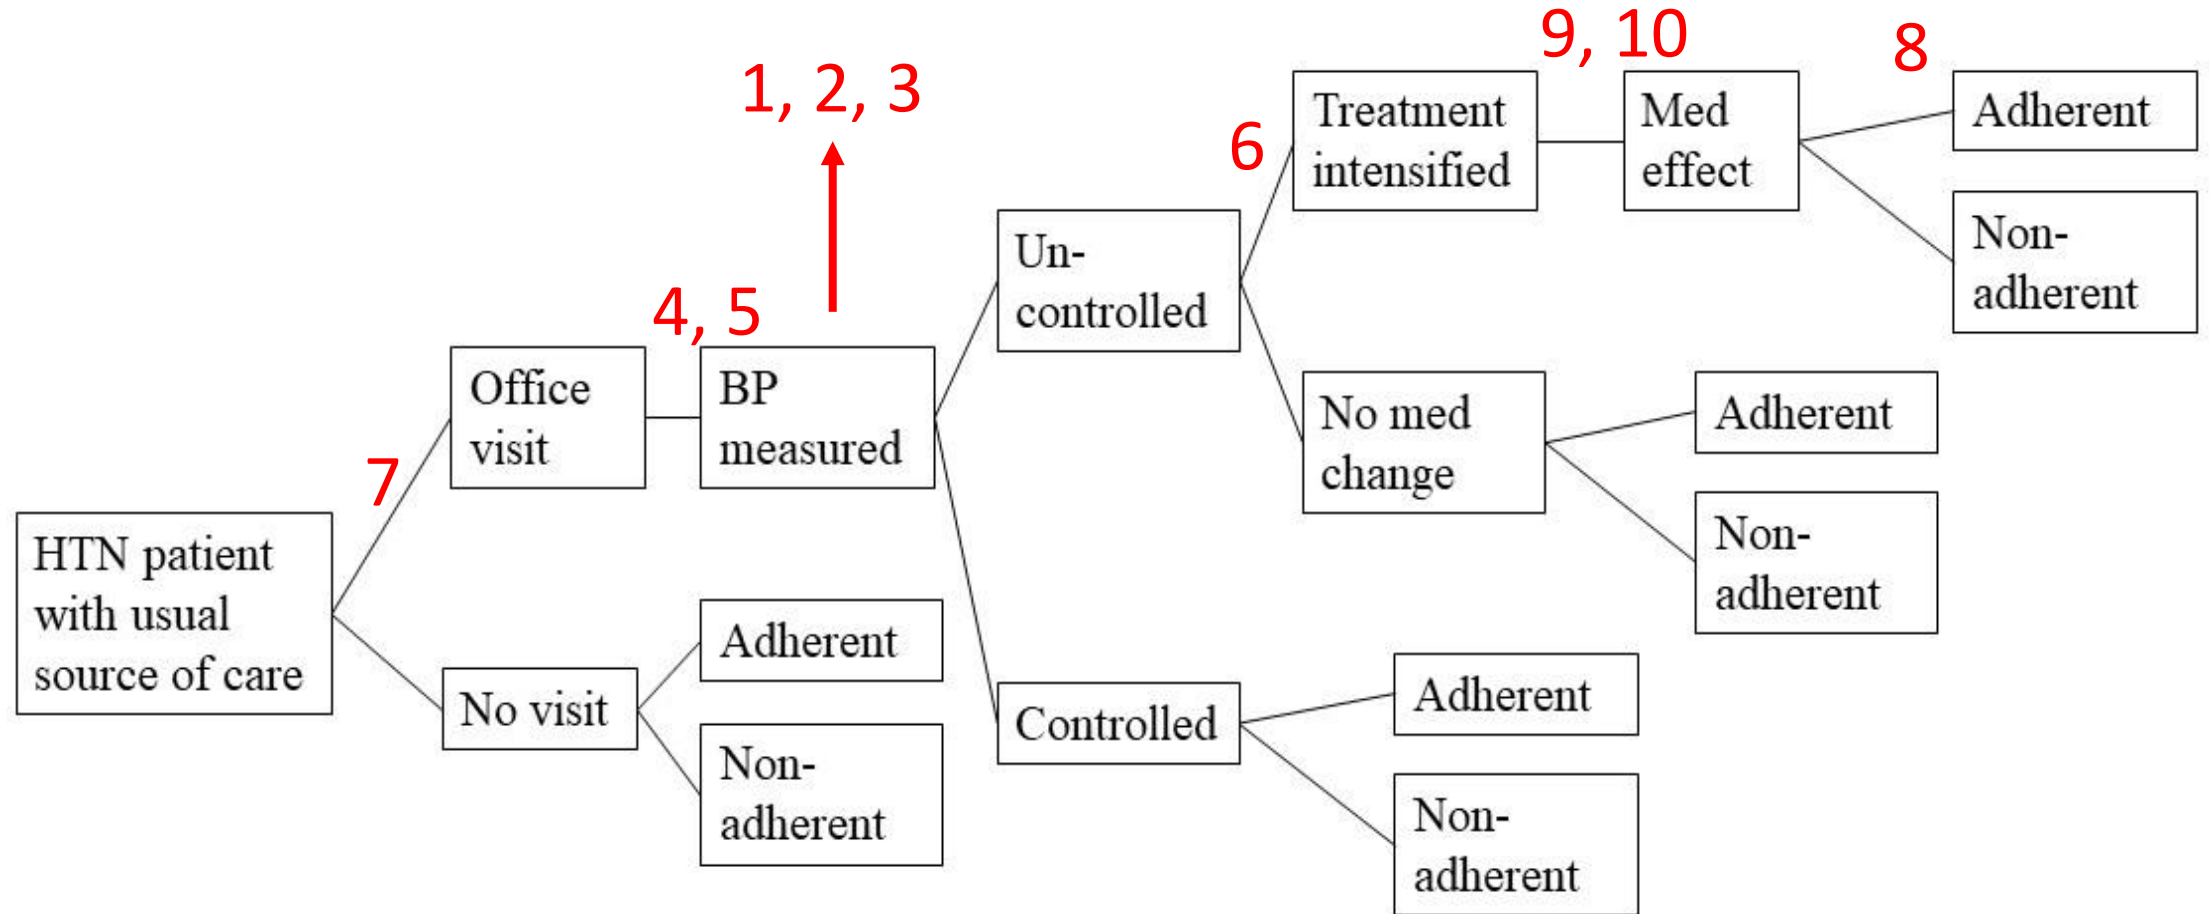 9, 10
8
1, 2, 3
6
Treatment
intensified
Med
effect
Adherent
Non-
adherent
Un-
controlled
4, 5
Office
visit
BP
measured
No med
change
Adherent
Non-
adherent
7
HTN patient
with usual
source of care
No visit
Adherent
Non-
adherent
Controlled
Adherent
Non-
adherent